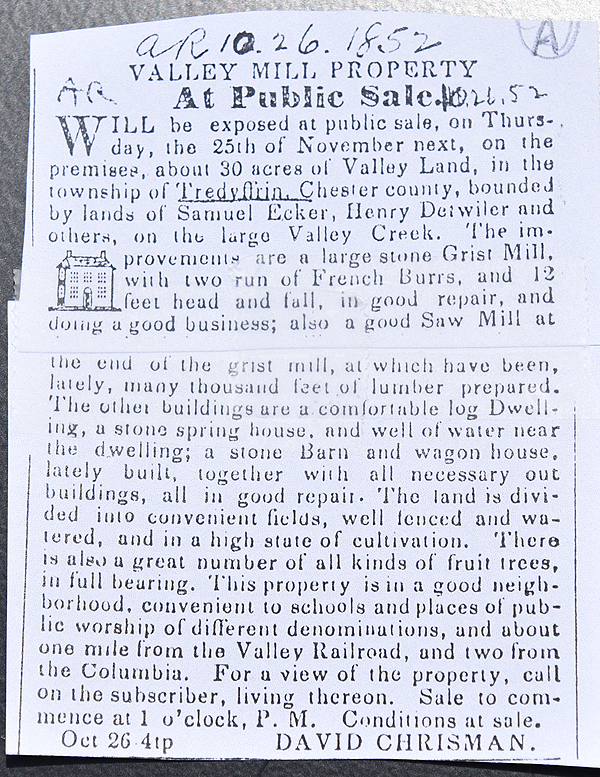 AR 10.26.1852
A
VALLEY MILL PROPERTY
AR At Public Sale. 10.26.52
WILL be exposed at public sale, on Thurs-
day, the 25th of November next, on the
premises, about 30 acres of Valley Land, in the
township of Tredyffrin, Chester county, bounded
by lands of Samuel Ecker, Henry Detwiler and
others, on the large Valley Creek. The im-
provements are a large stone Grist Mill,
with two run of French Burrs, and 12
feet head and fall, in good repair, and
doing a good business; also a good Saw Mill at
the end of the grist mill, at which have been,
lately, many thousand feet of lumber prepared.
The other buildings are a comfortable log Dwell-
ing, a stone spring house, and well of water near
the dwelling; a stone Barn and wagon house,
lately built, together with all necessary out
buildings, all in good repair. The land is divi-
ded into convenient fields, well fenced and wa-
tered, and in a high state of cultivation. There
is also a great number of all kinds of fruit trees,
in full bearing. This property is in a good neigh-
borhood, convenient to schools and places of pub-
lic worship of different denominations, and about
one mile from the Valley Railroad, and two from
the Columbia. For a view of the property, call
on the subscriber, living thereon. Sale to com-
mence at 1 o'clock, P. M. Conditions at sale.
Oct 26 4tp DAVID CHRISMAN.